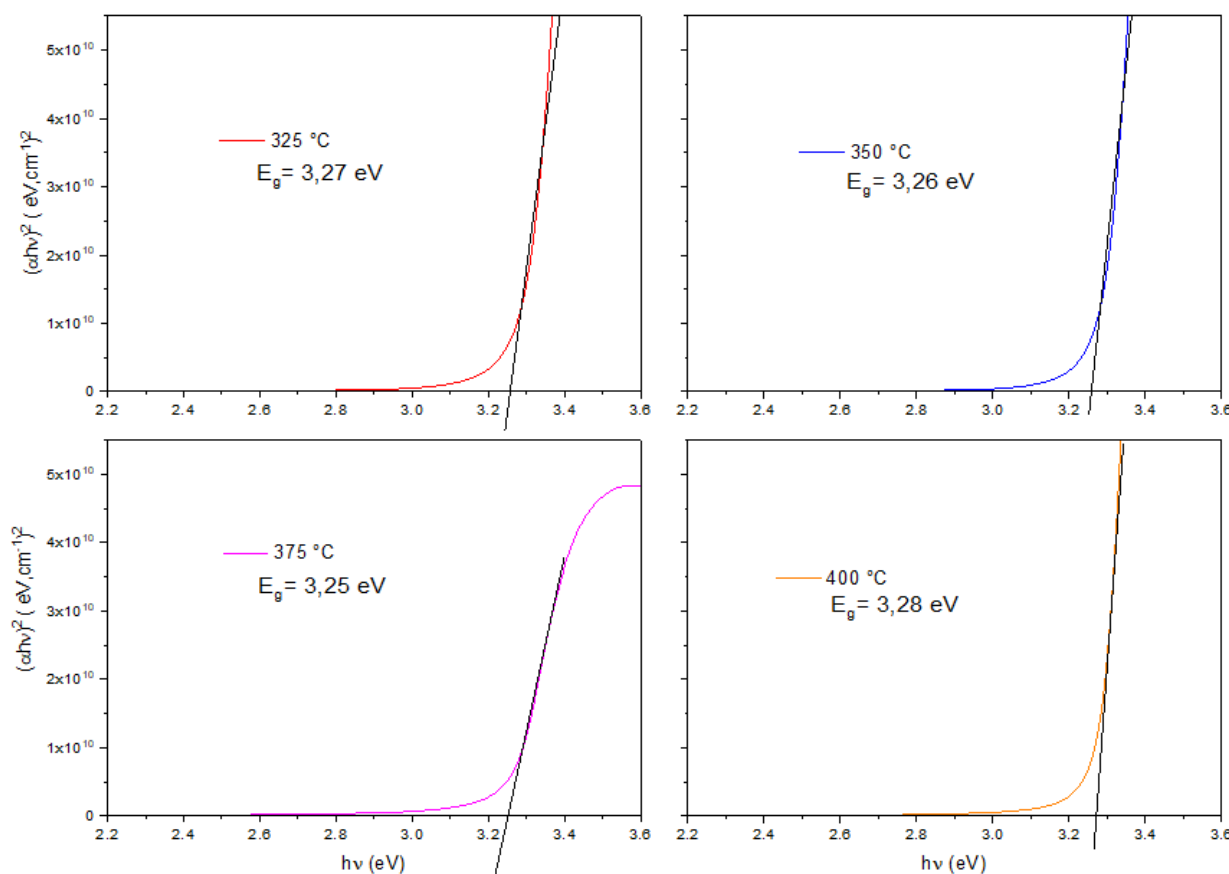 5x10¹⁰
4x10¹⁰
3x10¹⁰
2x10¹⁰
1x10¹⁰
0
(αhν)² ( eV,cm⁻¹)²
325 °C
E_g= 3,27 eV
2.2 2.4 2.6 2.8 3.0 3.2 3.4 3.6
350 °C
E_g= 3,26 eV
2.2 2.4 2.6 2.8 3.0 3.2 3.4 3.6
5x10¹⁰
4x10¹⁰
3x10¹⁰
2x10¹⁰
1x10¹⁰
0
(αhν)² ( eV,cm⁻¹)²
375 °C
E_g= 3,25 eV
2.2 2.4 2.6 2.8 3.0 3.2 3.4 3.6
hν (eV)
400 °C
E_g= 3,28 eV
2.2 2.4 2.6 2.8 3.0 3.2 3.4 3.6
hν (eV)